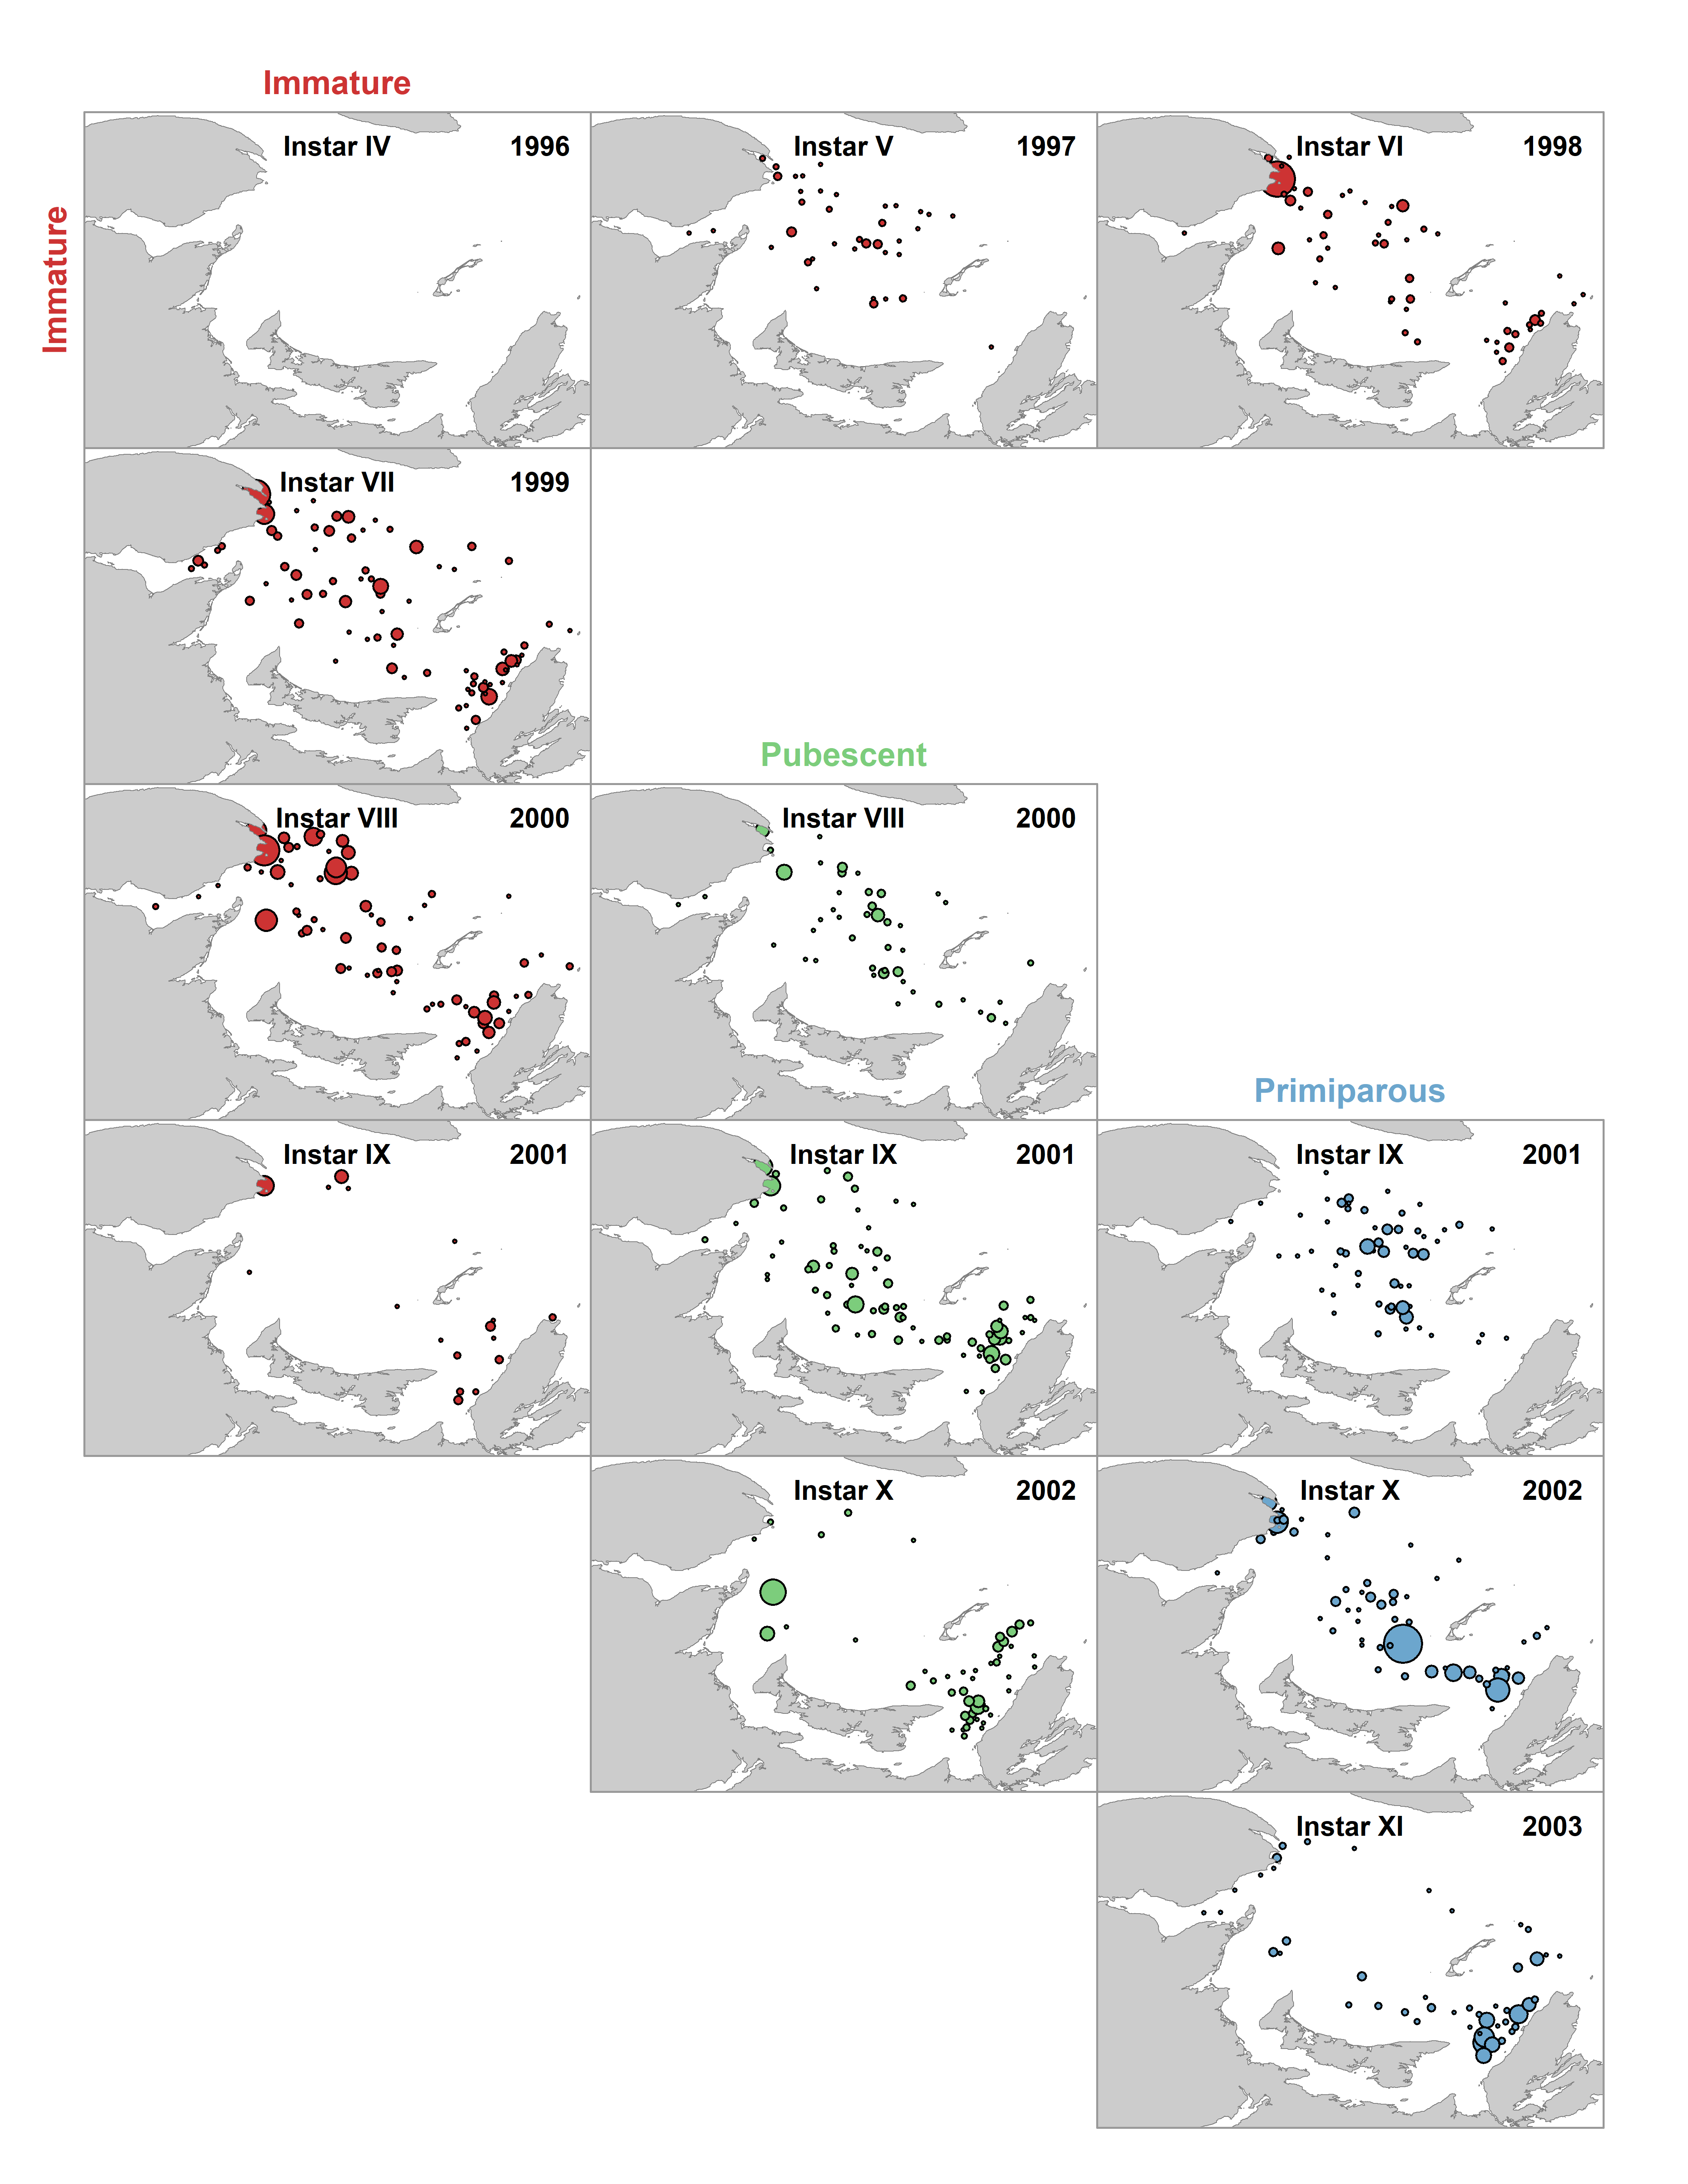 Immature
Immature
Instar IV 1996
Instar V 1997
Instar VI 1998
Instar VII 1999
Pubescent
Instar VIII 2000
Instar VIII 2000
Primiparous
Instar IX 2001
Instar IX 2001
Instar IX 2001
Instar X 2002
Instar X 2002
Instar XI 2003